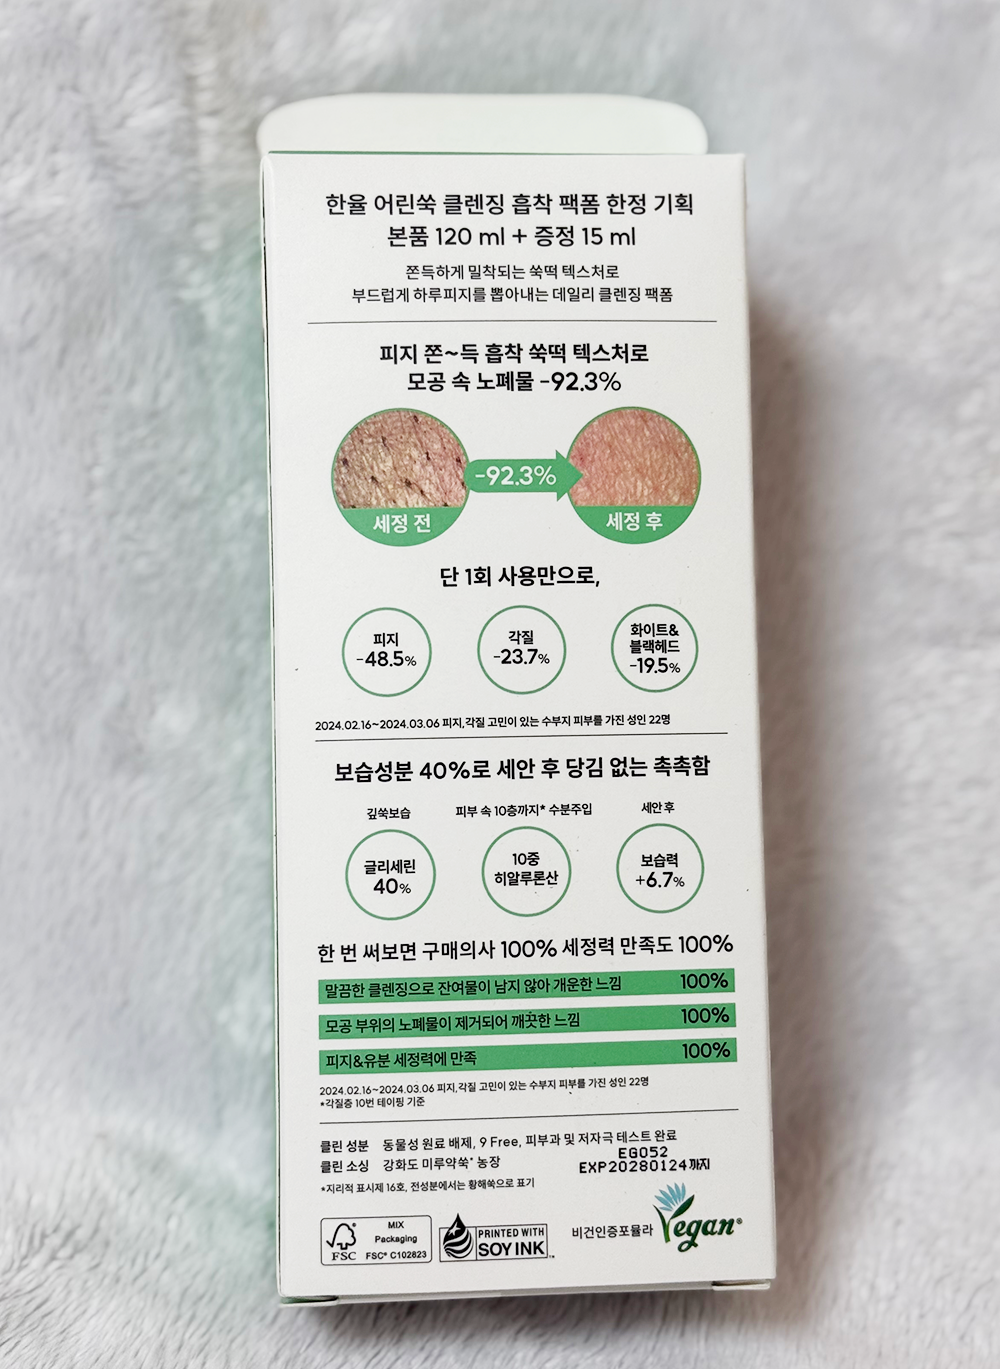 한율 어린쑥 클렌징 흡착 팩폼 한정 기획
본품 120 ml + 증정 15 ml
쫀득하게 밀착되는 쑥떡 텍스처로
부드럽게 하루피지를 뽑아내는 데일리 클렌징 팩폼
피지 쫀~득 흡착 쑥떡 텍스처로
모공 속 노폐물 -92.3%
-92.3%
세정 전
세정 후
단 1회 사용만으로,
피지
-48.5%
각질
-23.7%
화이트&
블랙헤드
-19.5%
2024.02.16~2024.03.06 피지,각질 고민이 있는 수부지 피부를 가진 성인 22명
보습성분 40%로 세안 후 당김 없는 촉촉함
깊쑥보습
글리세린
40%
피부 속 10층까지* 수분주입
10중
히알루론산
세안 후
보습력
+6.7%
한 번 써보면 구매의사 100% 세정력 만족도 100%
말끔한 클렌징으로 잔여물이 남지 않아 개운한 느낌 100%
모공 부위의 노폐물이 제거되어 깨끗한 느낌 100%
피지&유분 세정력에 만족 100%
2024.02.16~2024.03.06 피지,각질 고민이 있는 수부지 피부를 가진 성인 22명
*각질층 10번 테이핑 기준
클린 성분 동물성 원료 배제, 9 Free, 피부과 및 저자극 테스트 완료
클린 소싱 강화도 미루약쑥* 농장
EG052
EXP20280124까지
*지리적 표시제 16호, 전성분에서는 황해쑥으로 표기
FSC
MIX
Packaging
FSC® C102823
PRINTED WITH
SOY INK™
비건인증포뮬라
Vegan®